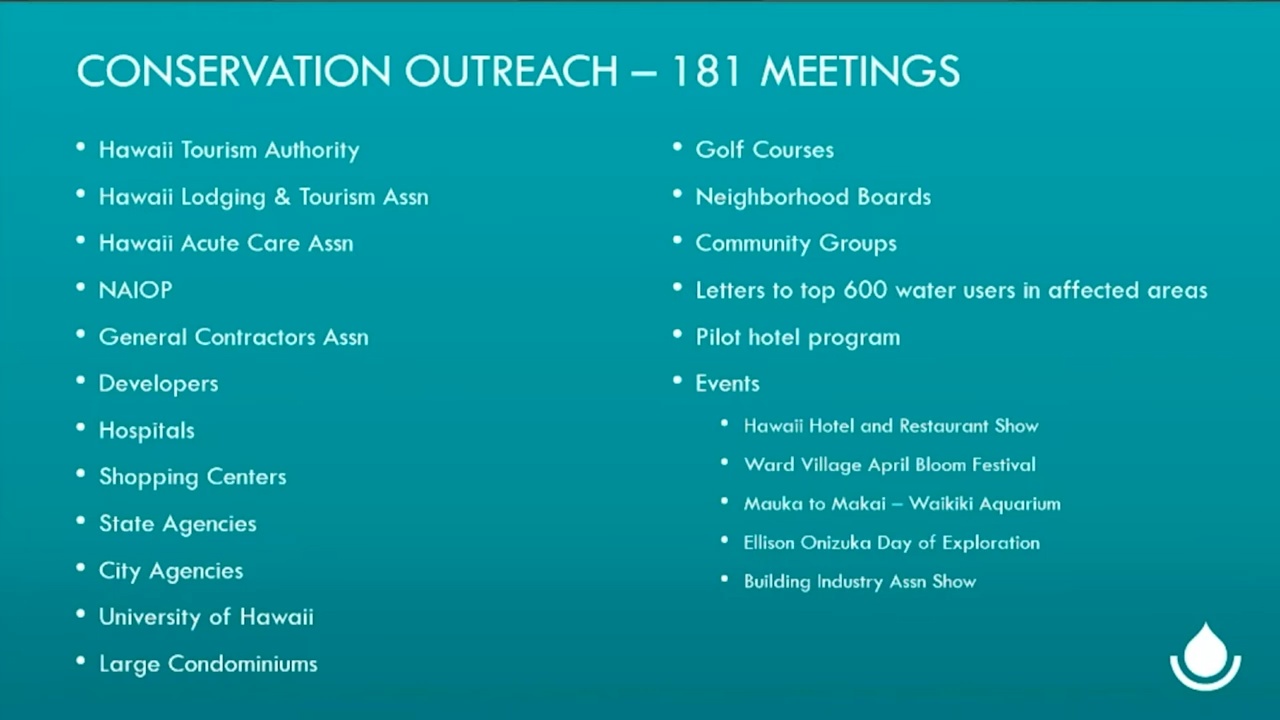 CONSERVATION OUTREACH – 181 MEETINGS
• Hawaii Tourism Authority
• Hawaii Lodging & Tourism Assn
• Hawaii Acute Care Assn
• NAIOP
• General Contractors Assn
• Developers
• Hospitals
• Shopping Centers
• State Agencies
• City Agencies
• University of Hawaii
• Large Condominiums
• Golf Courses
• Neighborhood Boards
• Community Groups
• Letters to top 600 water users in affected areas
• Pilot hotel program
• Events
• Hawaii Hotel and Restaurant Show
• Ward Village April Bloom Festival
• Mauka to Makai – Waikiki Aquarium
• Ellison Onizuka Day of Exploration
• Building Industry Assn Show